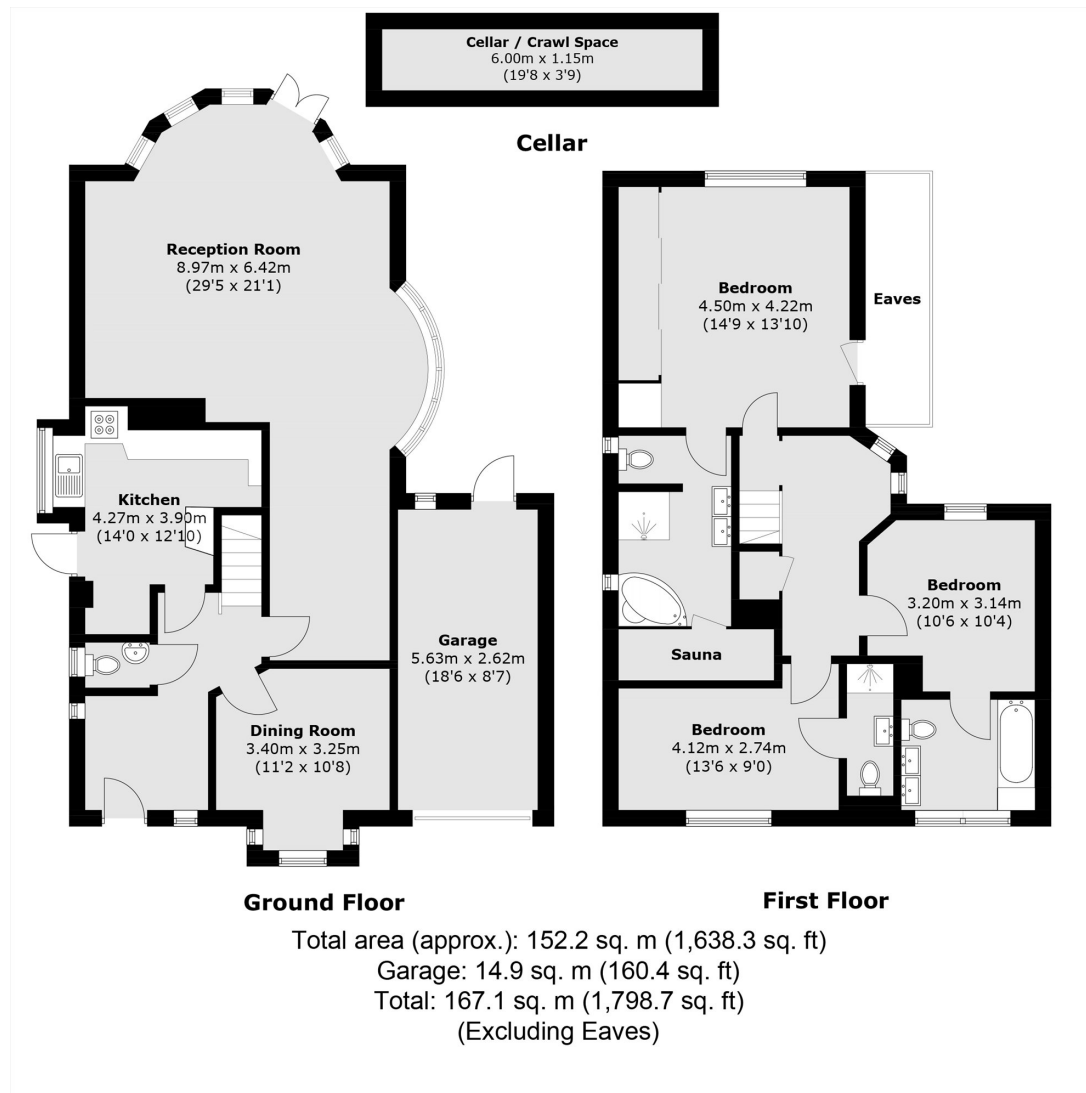 Cellar / Crawl Space
6.00m x 1.15m
(19'8 x 3'9)
Cellar
Reception Room
8.97m x 6.42m
(29'5 x 21'1)
Kitchen
4.27m x 3.90m
(14'0 x 12'10)
Garage
5.63m x 2.62m
(18'6 x 8'7)
Dining Room
3.40m x 3.25m
(11'2 x 10'8)
Ground Floor
Bedroom
4.50m x 4.22m
(14'9 x 13'10)
Eaves
Bedroom
3.20m x 3.14m
(10'6 x 10'4)
Sauna
Bedroom
4.12m x 2.74m
(13'6 x 9'0)
First Floor
Total area (approx.): 152.2 sq. m (1,638.3 sq. ft)
Garage: 14.9 sq. m (160.4 sq. ft)
Total: 167.1 sq. m (1,798.7 sq. ft)
(Excluding Eaves)